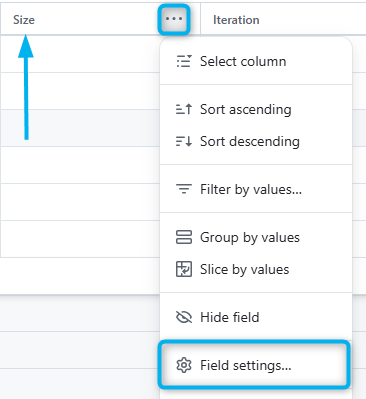 Size ... Iteration
Select column
Sort ascending
Sort descending
Filter by values...
Group by values
Slice by values
Hide field
Field settings...